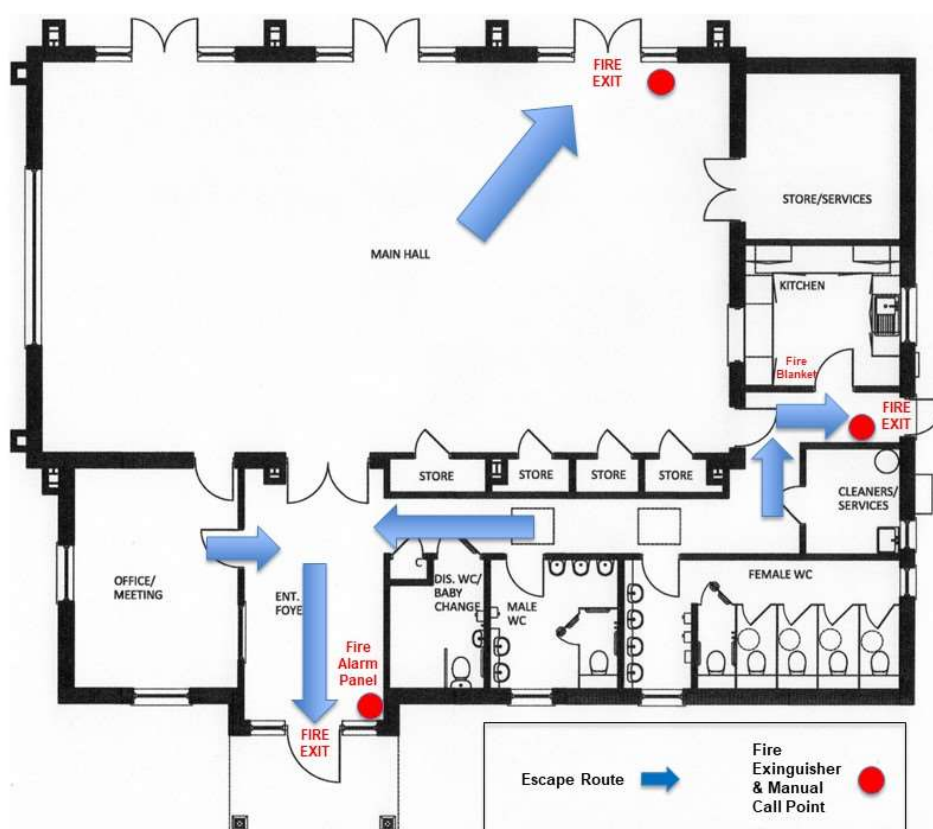 FIRE
EXIT
STORE/SERVICES
MAIN HALL
KITCHEN
Fire
Blanket
FIRE
EXIT
STORE
STORE
STORE
STORE
CLEANERS/
SERVICES
OFFICE/
MEETING
ENT.
FOYE
C
DIS. WC/
BABY
CHANGE
MALE
WC
FEMALE WC
Fire
Alarm
Panel
FIRE
EXIT
Escape Route
Fire
Exinguisher
& Manual
Call Point